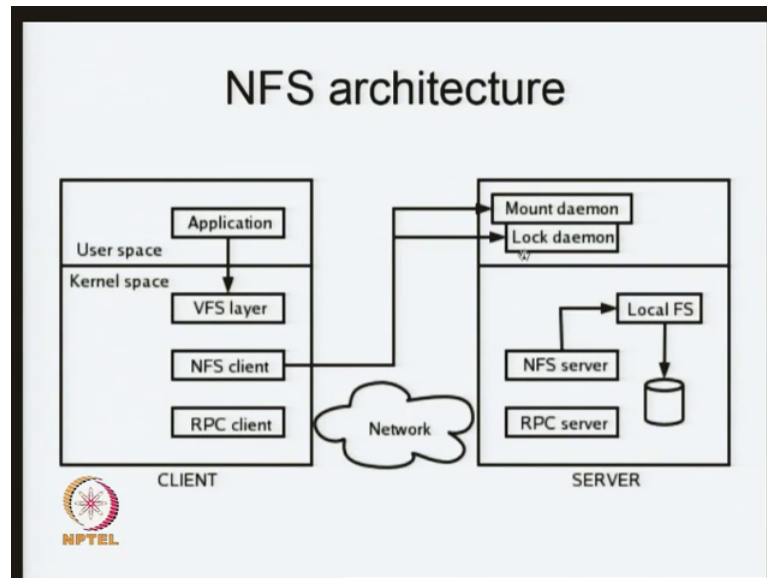 NFS architecture
Application
User space
Kernel space
VFS layer
NFS client
RPC client
CLIENT
Network
Mount daemon
Lock daemon
Local FS
NFS server
RPC server
SERVER
NPTEL